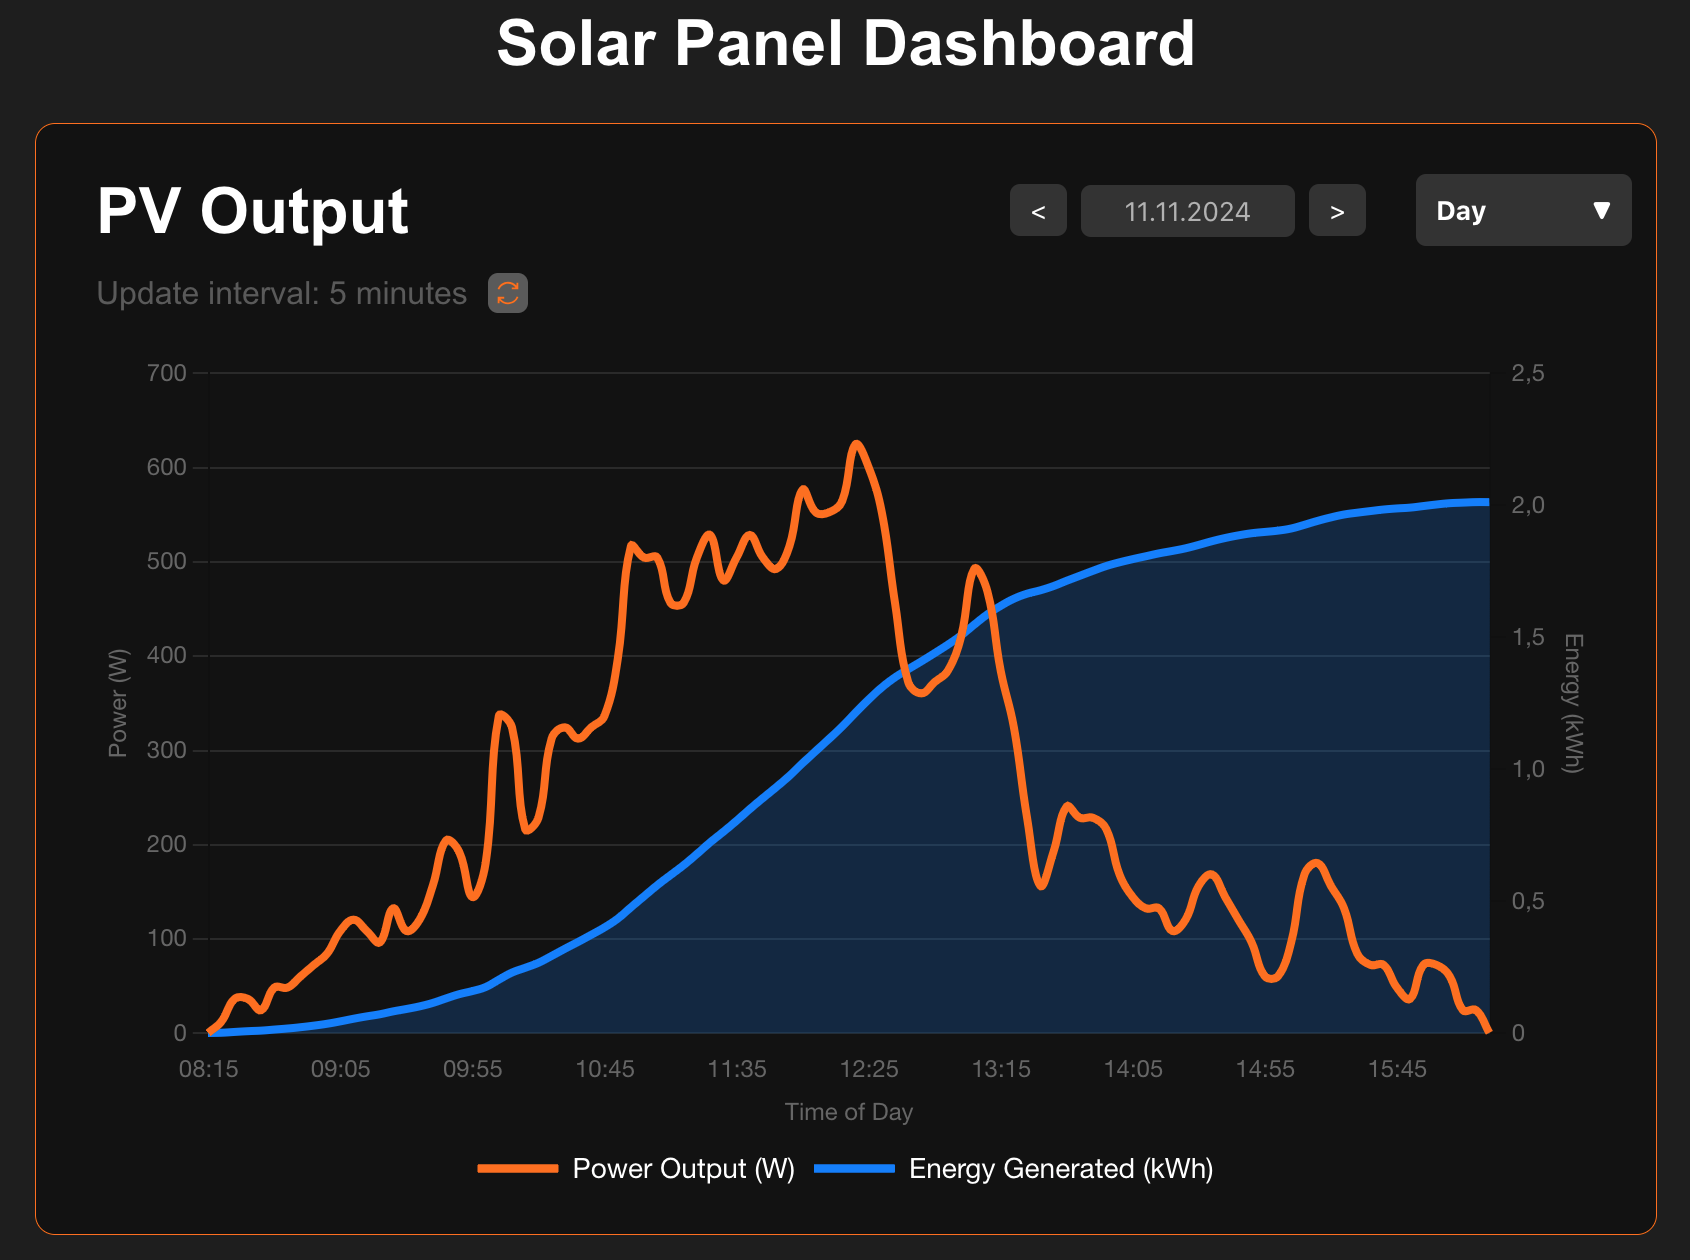 Solar Panel Dashboard
PV Output
< 11.11.2024 > Day ▼
Update interval: 5 minutes
700 2,5
600
2,0
500
400 1,5
300
1,0
200
0,5
100
0 0
Power (W)
Energy (kWh)
08:15 09:05 09:55 10:45 11:35 12:25 13:15 14:05 14:55 15:45
Time of Day
Power Output (W) Energy Generated (kWh)